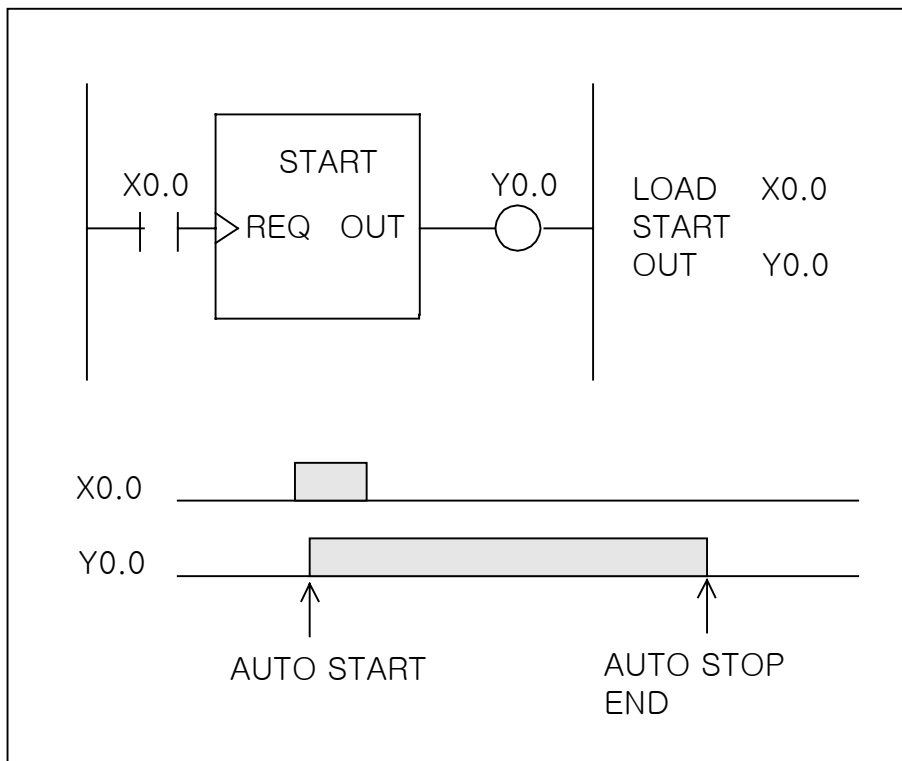 START
X0.0
Y0.0
REQ OUT
LOAD X0.0
START
OUT Y0.0
X0.0
Y0.0
AUTO START
AUTO STOP
END